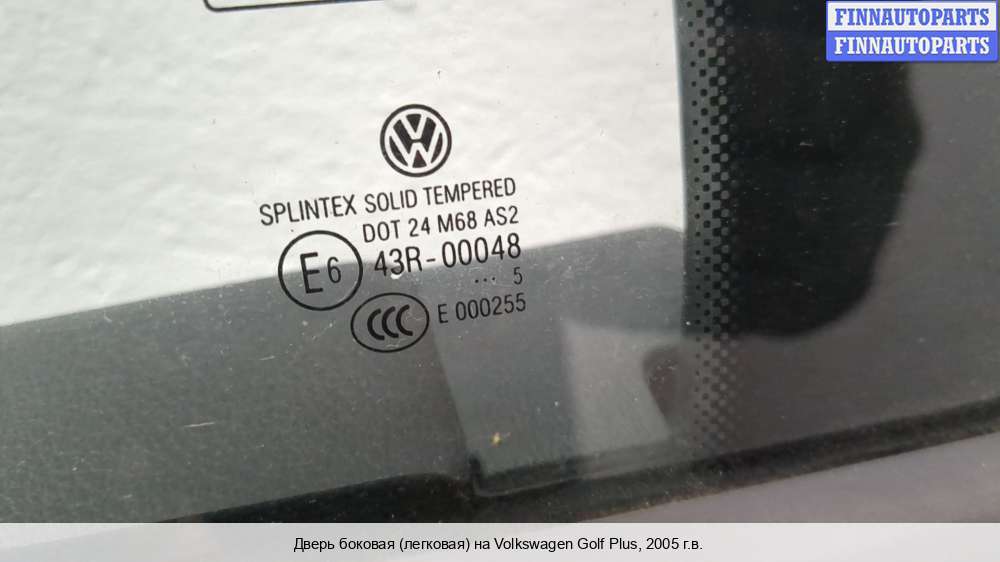 FINNAUTOPARTS
FINNAUTOPARTS
SPLINTEX SOLID TEMPERED
DOT 24 M68 AS2
E6 43R-00048
... 5
CCC E 000255
Дверь боковая (легковая) на Volkswagen Golf Plus, 2005 г.в.